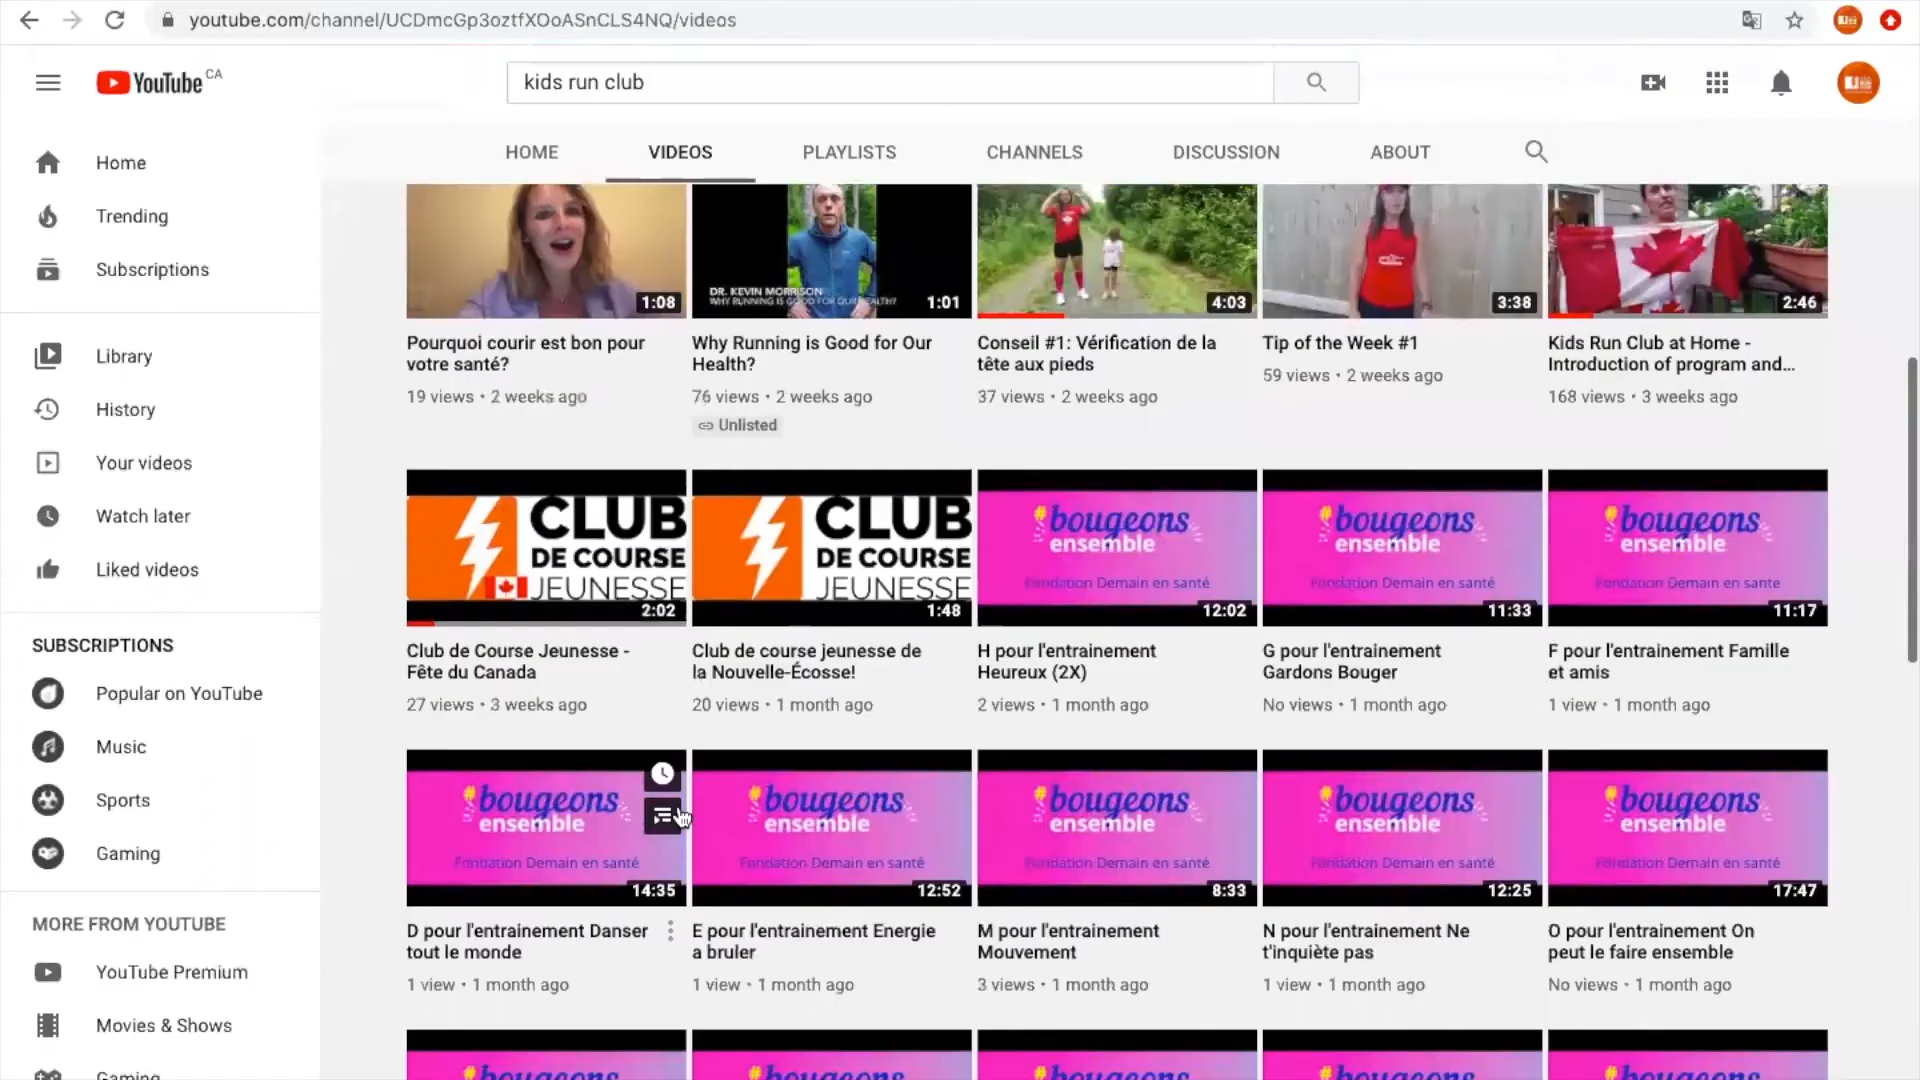 youtube.com/channel/UCDmcGp3oztfXOoASnCLS4NQ/videos
YouTube CA
kids run club
Home
Trending
Subscriptions
Library
History
Your videos
Watch later
Liked videos
SUBSCRIPTIONS
Popular on YouTube
Music
Sports
Gaming
MORE FROM YOUTUBE
YouTube Premium
Movies & Shows
Gaming
HOME VIDEOS PLAYLISTS CHANNELS DISCUSSION ABOUT
1:08
Pourquoi courir est bon pour
votre santé?
19 views • 2 weeks ago
DR. KEVIN MORRISON
WHY RUNNING IS GOOD FOR OUR HEALTH?
1:01
Why Running is Good for Our
Health?
76 views • 2 weeks ago
Unlisted
4:03
Conseil #1: Vérification de la
tête aux pieds
37 views • 2 weeks ago
3:38
Tip of the Week #1
59 views • 2 weeks ago
2:46
Kids Run Club at Home -
Introduction of program and...
168 views • 3 weeks ago
CLUB
DE COURSE
JEUNESSE
2:02
Club de Course Jeunesse -
Fête du Canada
27 views • 3 weeks ago
CLUB
DE COURSE
JEUNESSE
1:48
Club de course jeunesse de
la Nouvelle-Écosse!
20 views • 1 month ago
#bougeons
ensemble
Fondation Demain en santé
12:02
H pour l'entrainement
Heureux (2X)
2 views • 1 month ago
#bougeons
ensemble
Fondation Demain en santé
11:33
G pour l'entrainement
Gardons Bouger
No views • 1 month ago
#bougeons
ensemble
Fondation Demain en santé
11:17
F pour l'entrainement Famille
et amis
1 view • 1 month ago
#bougeons
ensemble
Fondation Demain en santé
14:35
D pour l'entrainement Danser
tout le monde
1 view • 1 month ago
#bougeons
ensemble
Fondation Demain en santé
12:52
E pour l'entrainement Energie
a bruler
1 view • 1 month ago
#bougeons
ensemble
Fondation Demain en santé
8:33
M pour l'entrainement
Mouvement
3 views • 1 month ago
#bougeons
ensemble
Fondation Demain en santé
12:25
N pour l'entrainement Ne
t'inquiète pas
1 view • 1 month ago
#bougeons
ensemble
Fondation Demain en santé
17:47
O pour l'entrainement On
peut le faire ensemble
No views • 1 month ago
#bougeons
#bougeons
#bougeons
#bougeons
#bougeons